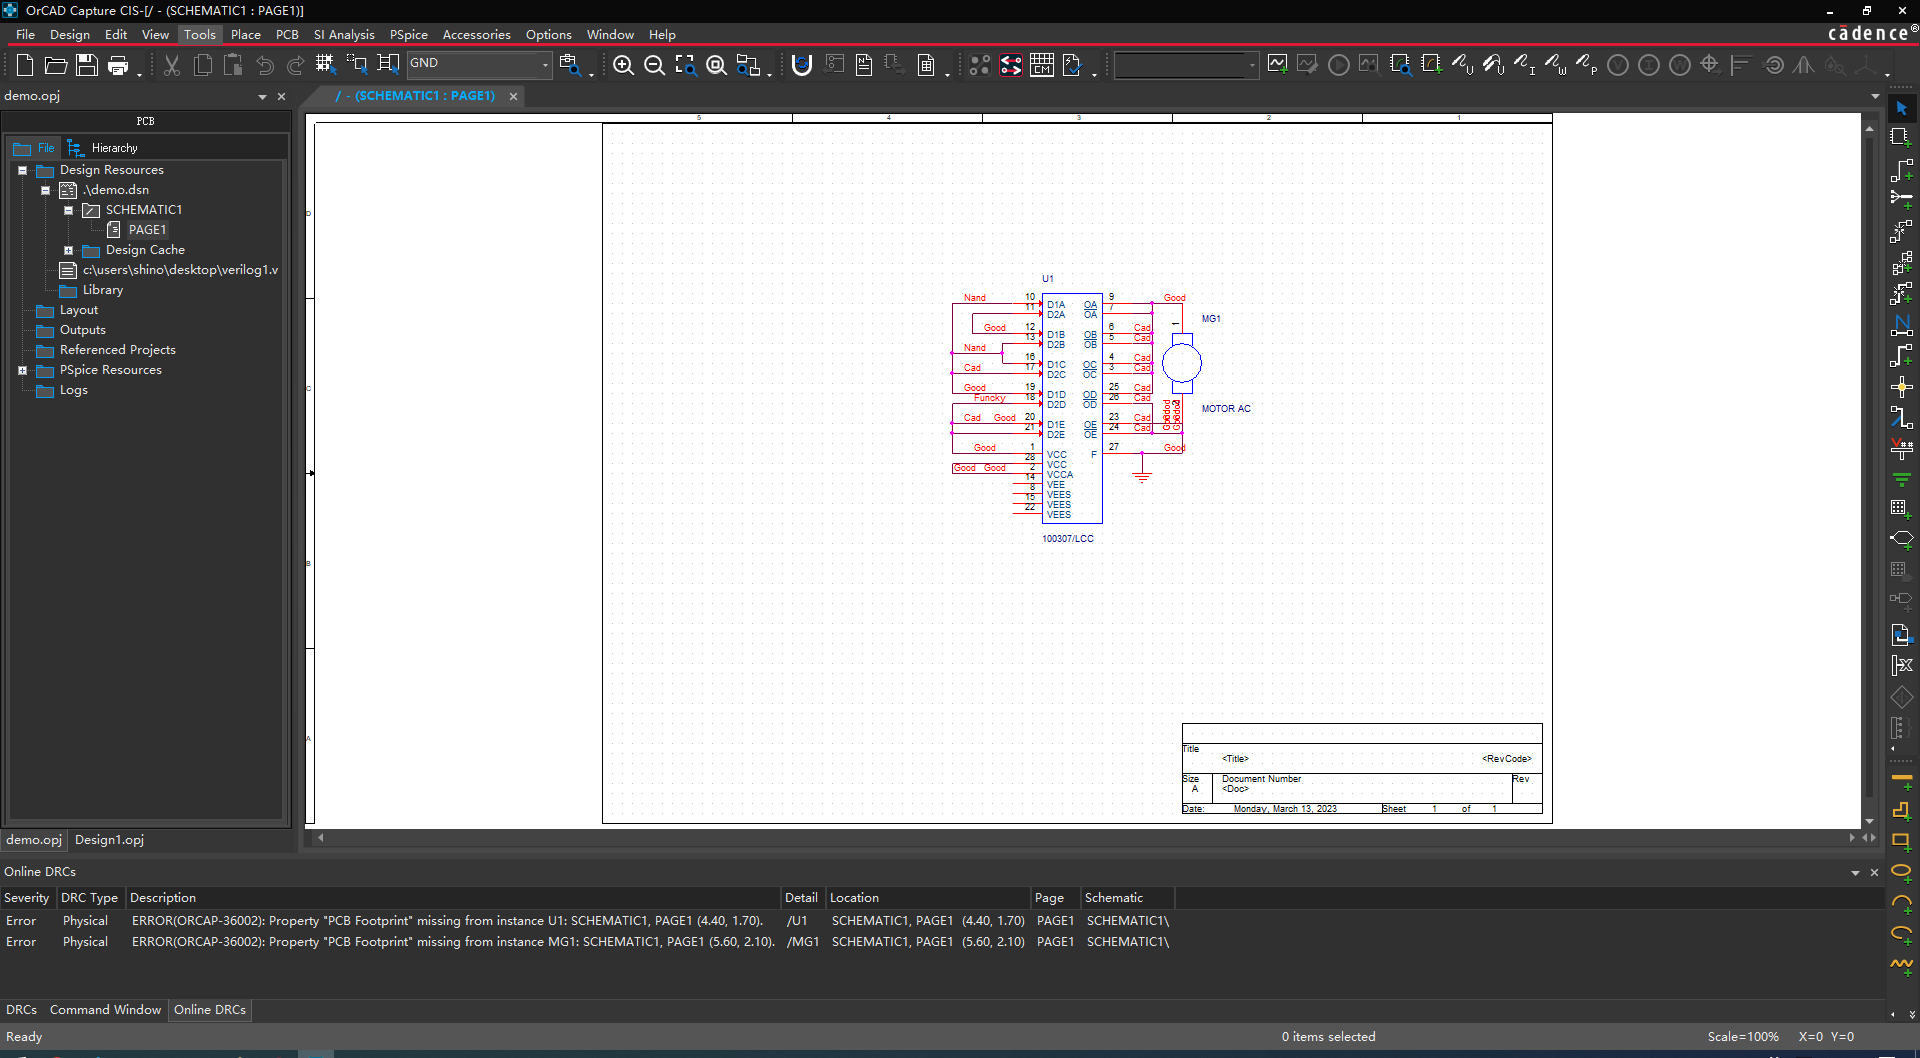 OrCAD Capture CIS-[/ - (SCHEMATIC1 : PAGE1)]
File Design Edit View Tools Place PCB SI Analysis PSpice Accessories Options Window Help
cādence®
GND
demo.opj
/ - (SCHEMATIC1 : PAGE1)
PCB
File Hierarchy
Design Resources
.\demo.dsn
SCHEMATIC1
PAGE1
Design Cache
c:\users\shino\desktop\verilog1.v
Library
Layout
Outputs
Referenced Projects
PSpice Resources
Logs
5 4 3 2 1
D
C
B
A
U1
Nand 10 D1A OA 9 Good
11 D2A OA 7
MG1
1
Good 12 D1B OB 6 Cad
13 D2B OB 5 Cad
Nand
16 D1C OC 4 Cad
Cad 17 D2C OC 3 Cad
Good 19 D1D OD 25 Cad
Funcky 18 D2D OD 26 Cad
MOTOR AC
Cad Good 20 D1E OE 23 Cad
21 D2E OE 24 Cad
Good 1 VCC F 27 Good
28 VCC
Good Good 2 VCCA
14 VEE
8 VEES
15 VEES
22 VEES
100307/LCC
Title
<Title> <RevCode>
Size Document Number Rev
A <Doc>
Date: Monday, March 13, 2023 Sheet 1 of 1
demo.opj Design1.opj
Online DRCs
Severity DRC Type Description Detail Location Page Schematic
Error Physical ERROR(ORCAP-36002): Property "PCB Footprint" missing from instance U1: SCHEMATIC1, PAGE1 (4.40, 1.70). /U1 SCHEMATIC1, PAGE1 (4.40, 1.70) PAGE1 SCHEMATIC1\
Error Physical ERROR(ORCAP-36002): Property "PCB Footprint" missing from instance MG1: SCHEMATIC1, PAGE1 (5.60, 2.10). /MG1 SCHEMATIC1, PAGE1 (5.60, 2.10) PAGE1 SCHEMATIC1\
DRCs Command Window Online DRCs
Ready 0 items selected Scale=100% X=0 Y=0